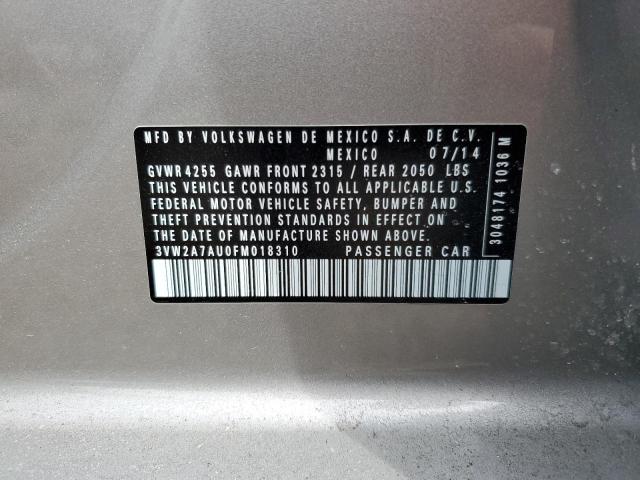 MFD BY VOLKSWAGEN DE MEXICO S.A. DE C.V.
MEXICO 07/14
GVWR 4255 GAWR FRONT 2315 / REAR 2050 LBS
THIS VEHICLE CONFORMS TO ALL APPLICABLE U.S.
FEDERAL MOTOR VEHICLE SAFETY, BUMPER AND
THEFT PREVENTION STANDARDS IN EFFECT ON
THE DATE OF MANUFACTURE SHOWN ABOVE.
3VW2A7AU0FM018310 PASSENGER CAR
3048174 1036 M